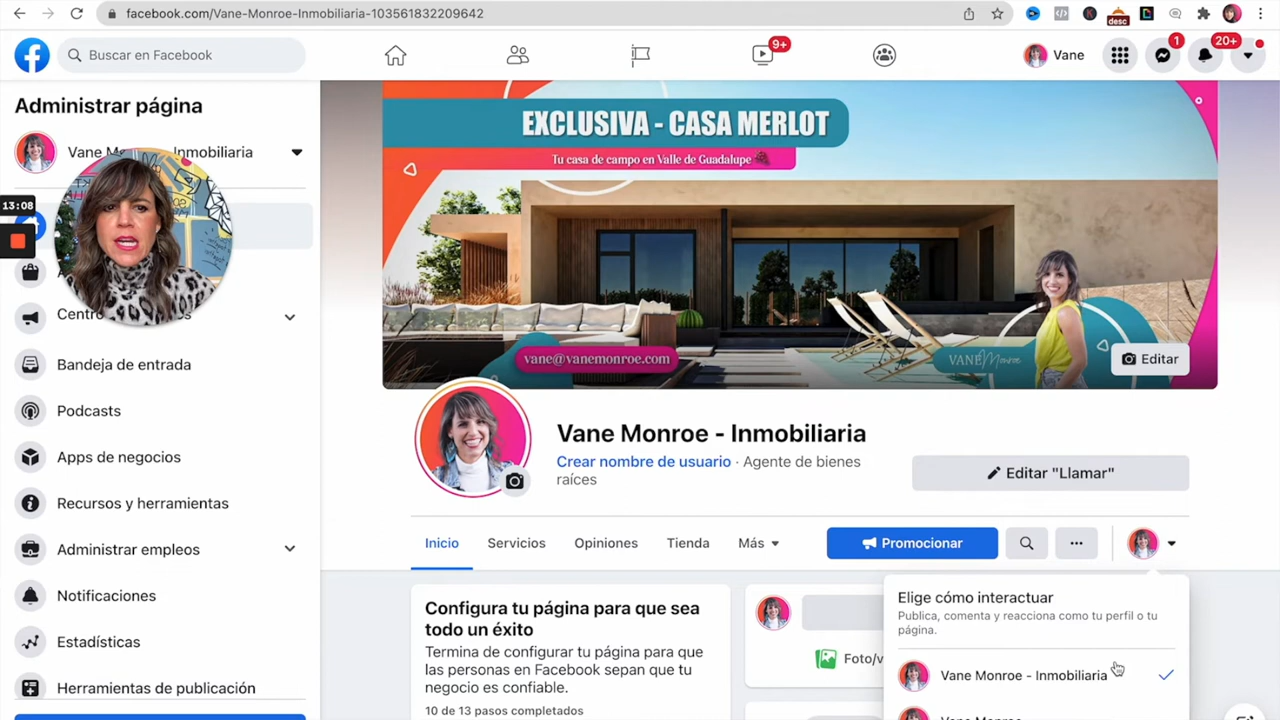 facebook.com/Vane-Monroe-Inmobiliaria-103561832209642
desc
Buscar en Facebook
9+
Vane
1
20+
Administrar página
Inmobiliaria
13:08
Bandeja de entrada
Podcasts
Apps de negocios
Recursos y herramientas
Administrar empleos
Notificaciones
Estadísticas
Herramientas de publicación
EXCLUSIVA - CASA MERLOT
Tu casa de campo en Valle de Guadalupe
vane@vanemonroe.com
VANÉ Monroe
Editar
Vane Monroe - Inmobiliaria
Crear nombre de usuario · Agente de bienes
raíces
Editar "Llamar"
Inicio
Servicios
Opiniones
Tienda
Más
Promocionar
Configura tu página para que sea
todo un éxito
Termina de configurar tu página para
que las personas en Facebook sepan que tu
negocio es confiable.
10 de 13 pasos completados
Foto/v
Elige cómo interactuar
Publica, comenta y reacciona como tu perfil o tu
página.
Vane Monroe - Inmobiliaria
Vane Monroe